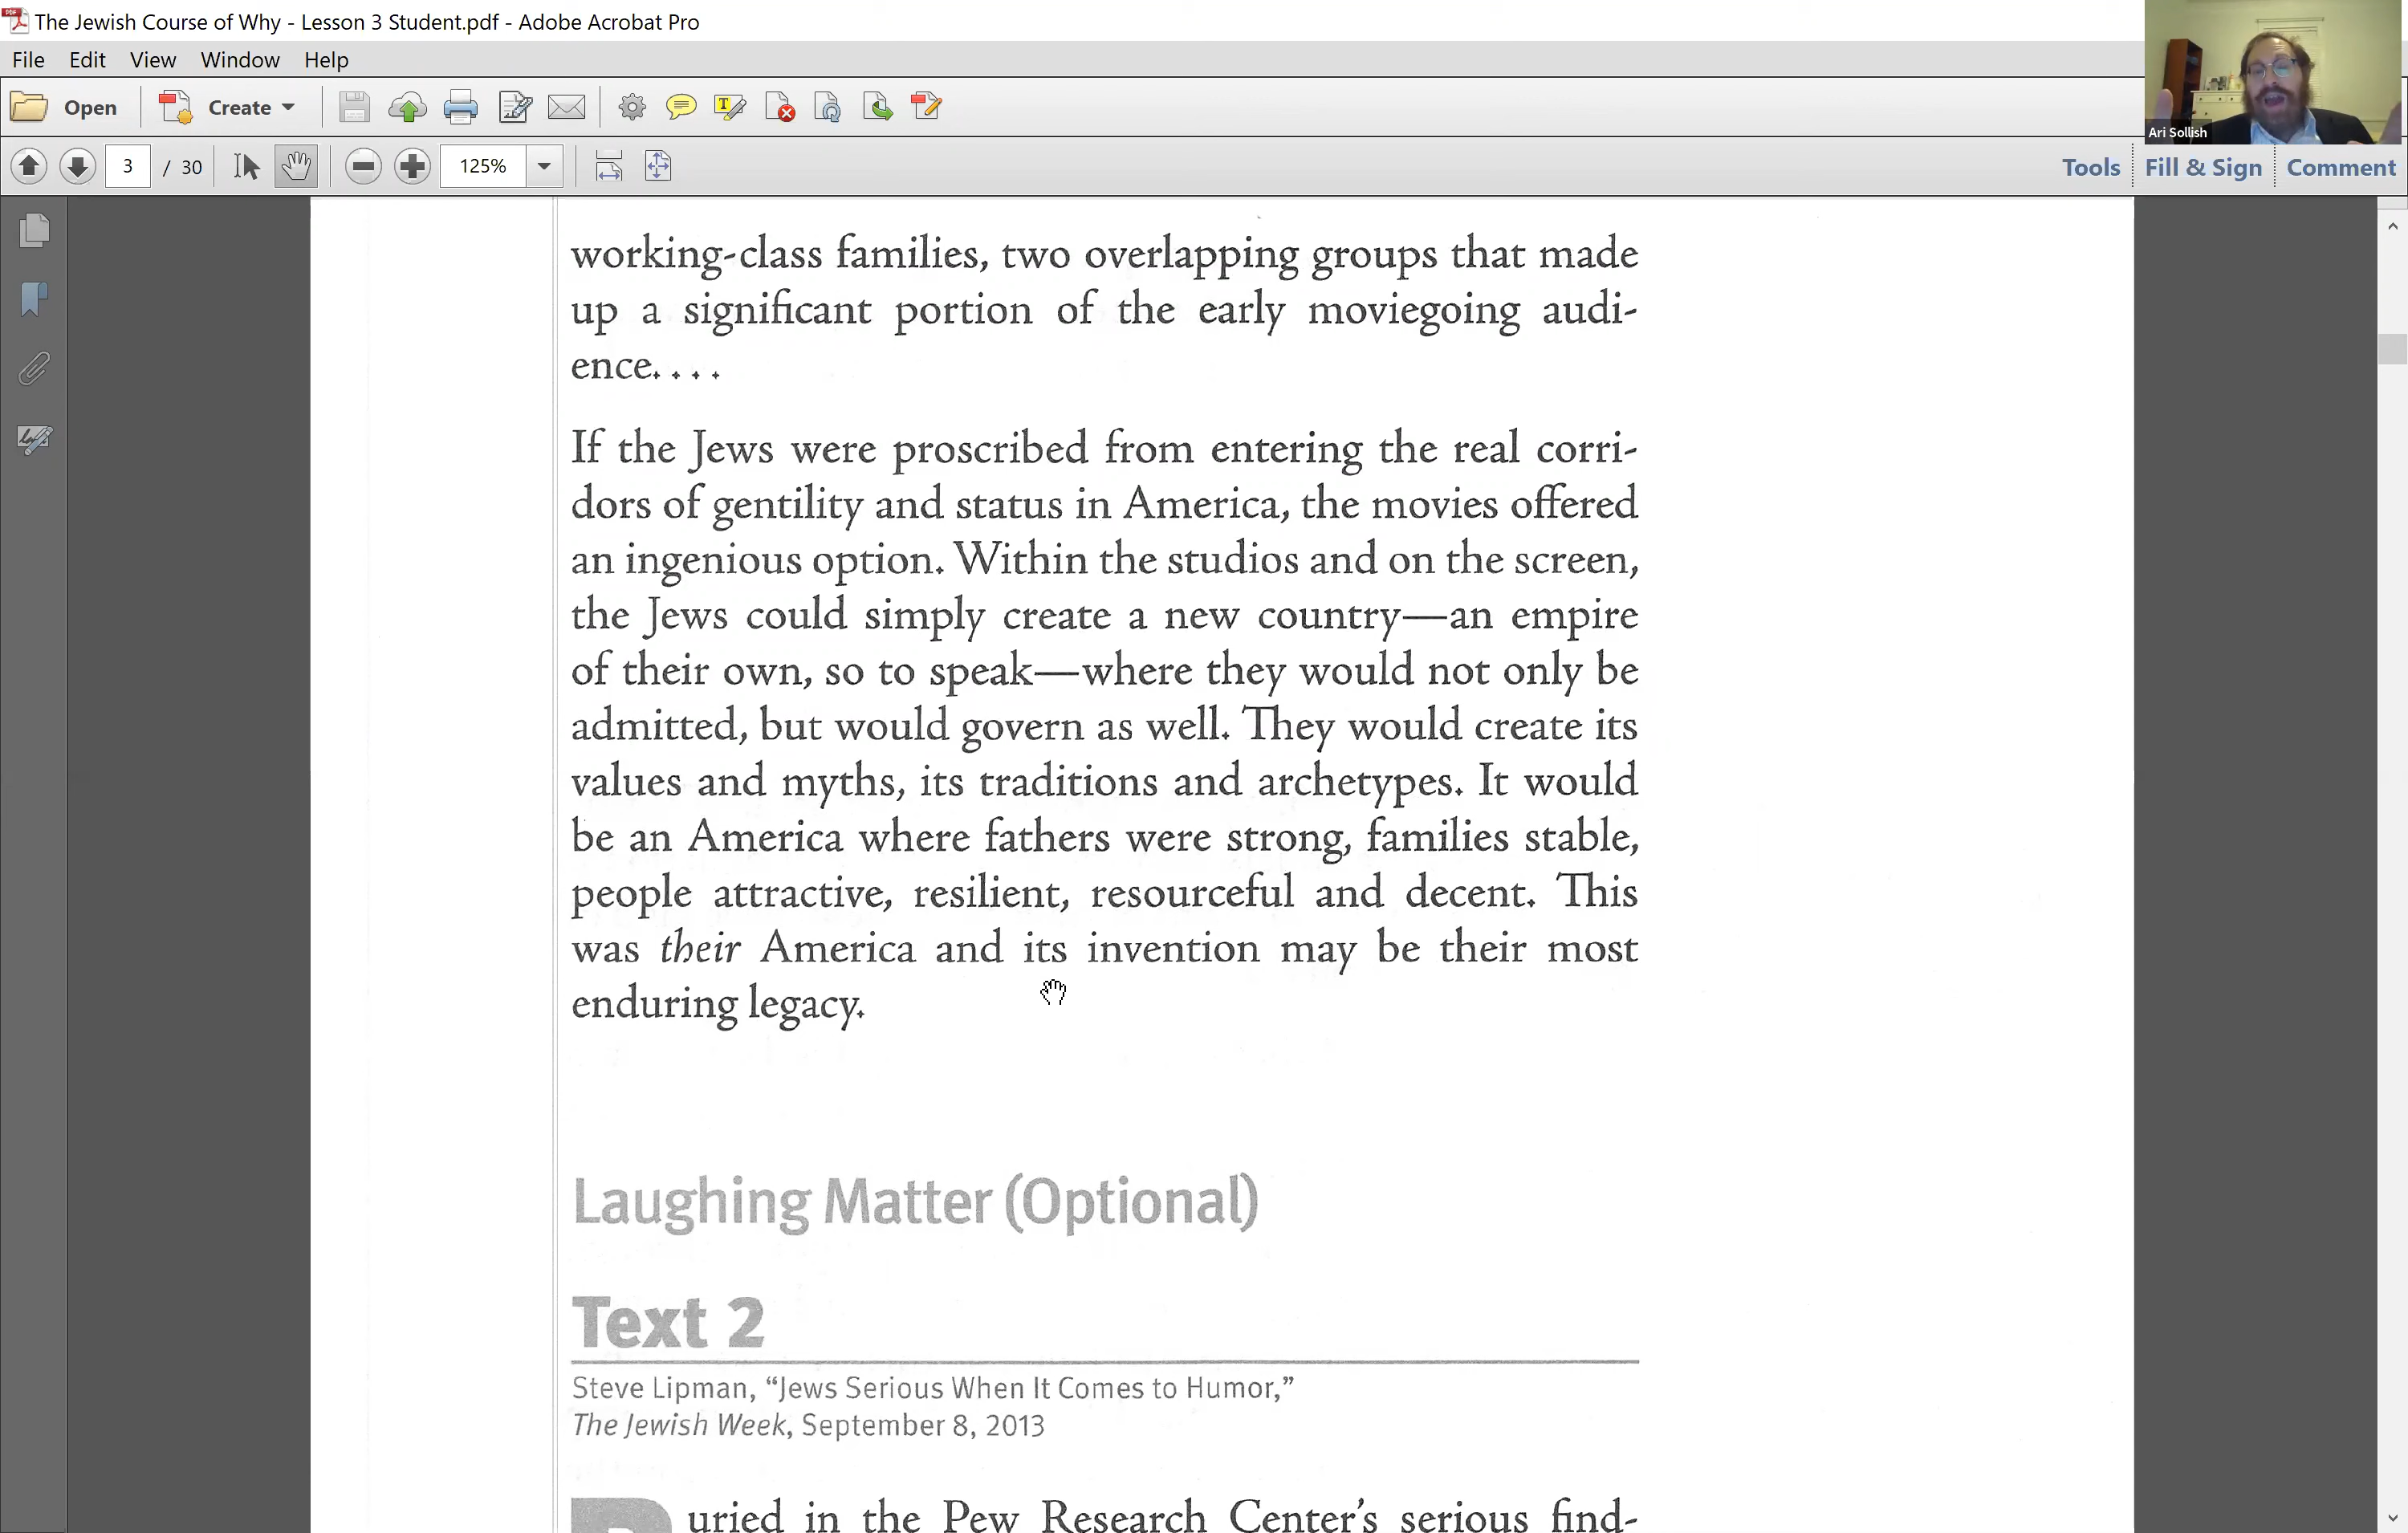 The Jewish Course of Why - Lesson 3 Student.pdf - Adobe Acrobat Pro
File Edit View Window Help
Open Create
Ari Sollish
3 / 30 125% Tools Fill & Sign Comment
working-class families, two overlapping groups that made
up a significant portion of the early moviegoing audi-
ence. . . .
If the Jews were proscribed from entering the real corri-
dors of gentility and status in America, the movies offered
an ingenious option. Within the studios and on the screen,
the Jews could simply create a new country—an empire
of their own, so to speak—where they would not only be
admitted, but would govern as well. They would create its
values and myths, its traditions and archetypes. It would
be an America where fathers were strong, families stable,
people attractive, resilient, resourceful and decent. This
was their America and its invention may be their most
enduring legacy.
Laughing Matter (Optional)
Text 2
Steve Lipman, “Jews Serious When It Comes to Humor,”
The Jewish Week, September 8, 2013
uried in the Pew Research Center’s serious find-